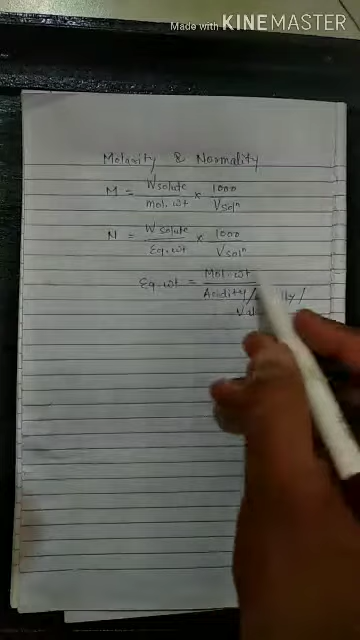 Made with KINEMASTER
Molarity & Normality
M = Wsolute / mol. wt × 1000 / Vsolⁿ
N = Wsolute / Eq. wt × 1000 / Vsolⁿ
Eq. wt = Mol. wt / Acidity /